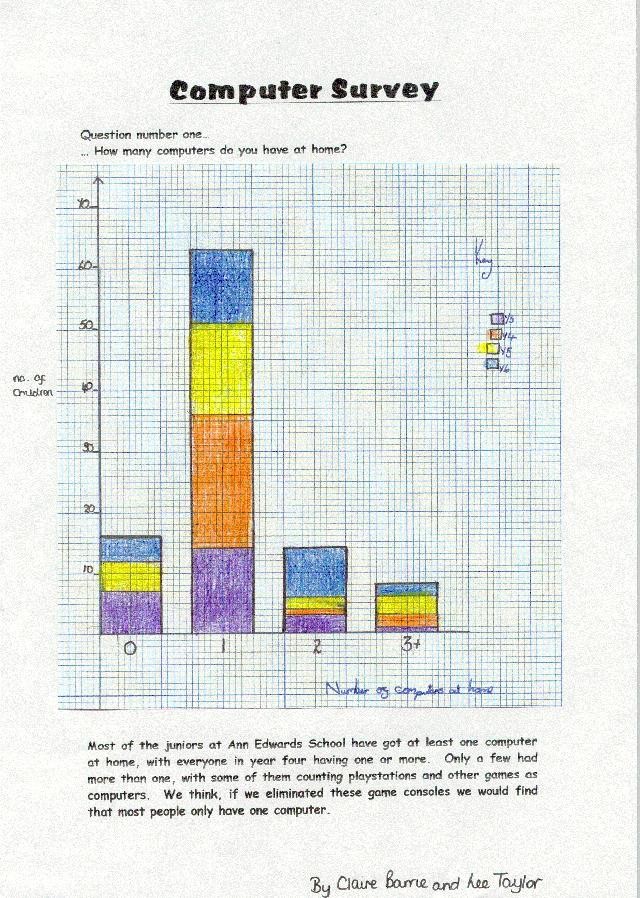 Computer Survey
Question number one...
... How many computers do you have at home?
70
60
50
no. of
Children
40
30
20
10
Key
Y3
Y4
Y5
Y6
0 1 2 3+
Number of computers at home
Most of the juniors at Ann Edwards School have got at least one computer
at home, with everyone in year four having one or more. Only a few had
more than one, with some of them counting playstations and other games as
computers. We think, if we eliminated these game consoles we would find
that most people only have one computer.
By Claire Barrie and Lee Taylor